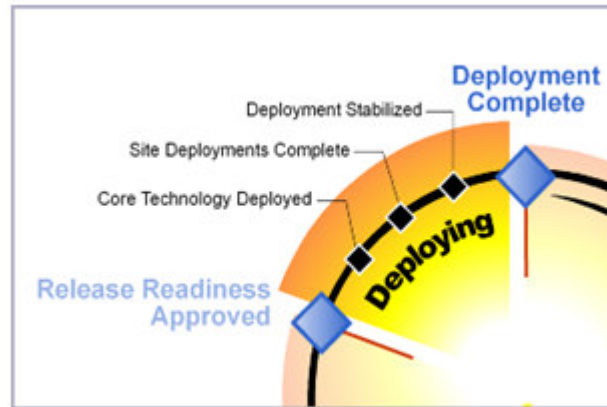 Deployment
Complete
Deployment Stabilized
Site Deployments Complete
Core Technology Deployed
Deploying
Release Readiness
Approved